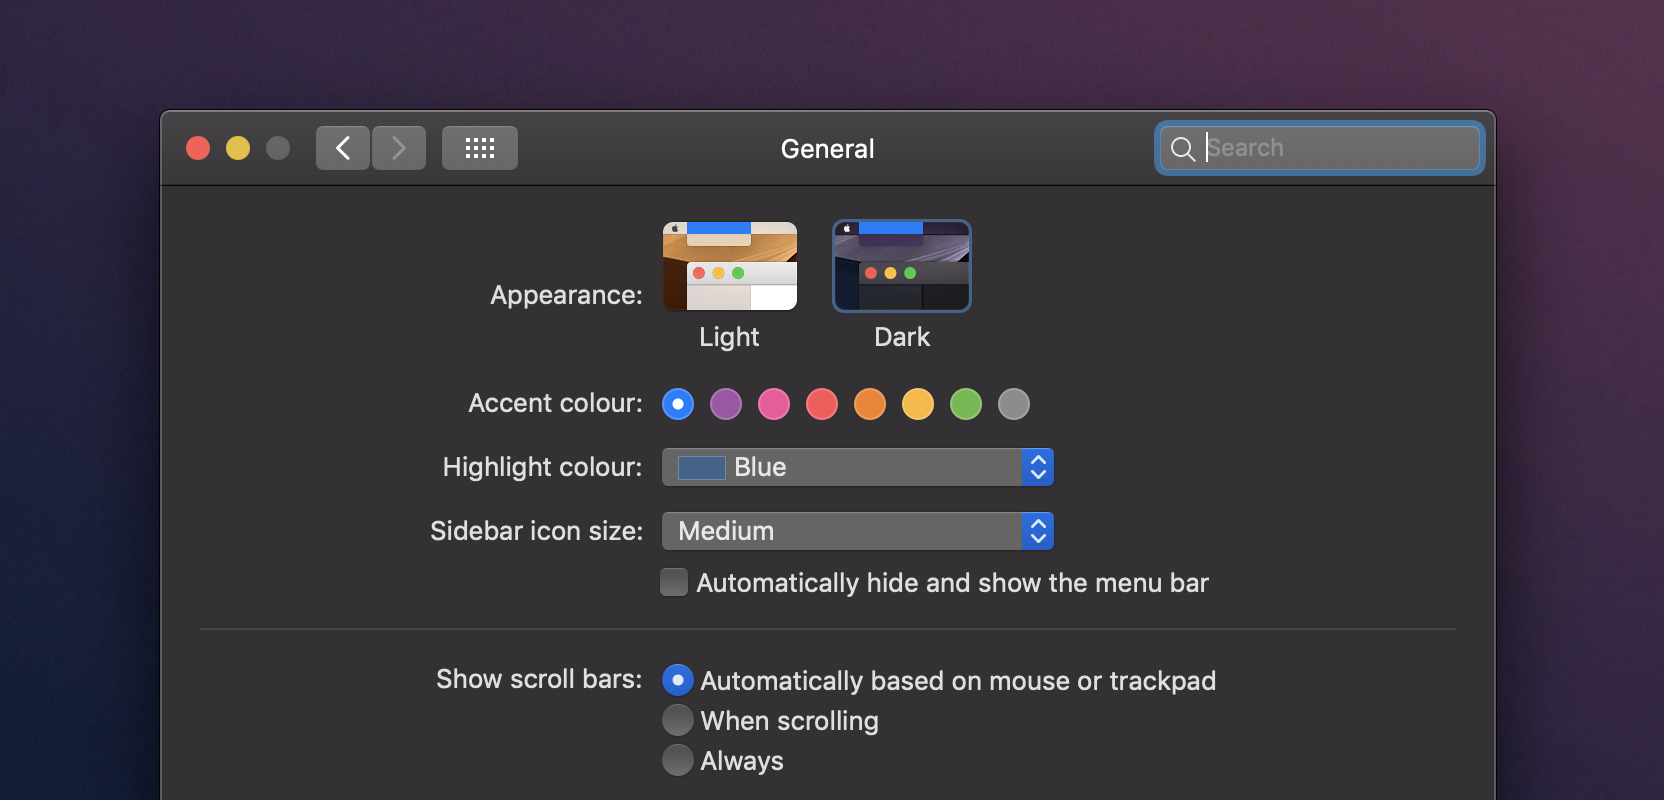 General
Search
Appearance:
Light
Dark
Accent colour:
Highlight colour: Blue
Sidebar icon size: Medium
Automatically hide and show the menu bar
Show scroll bars: Automatically based on mouse or trackpad
When scrolling
Always